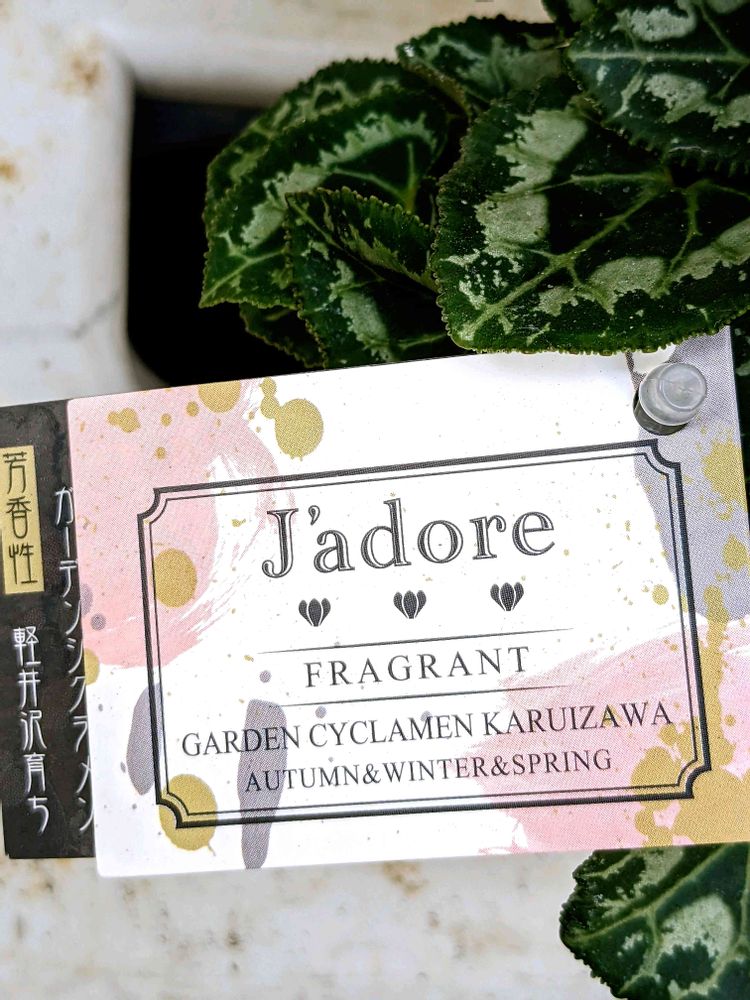 芳香性
軽井沢育ち
ガーデンシクラメン
J'adore
FRAGRANT
GARDEN CYCLAMEN KARUIZAWA
AUTUMN&WINTER&SPRING